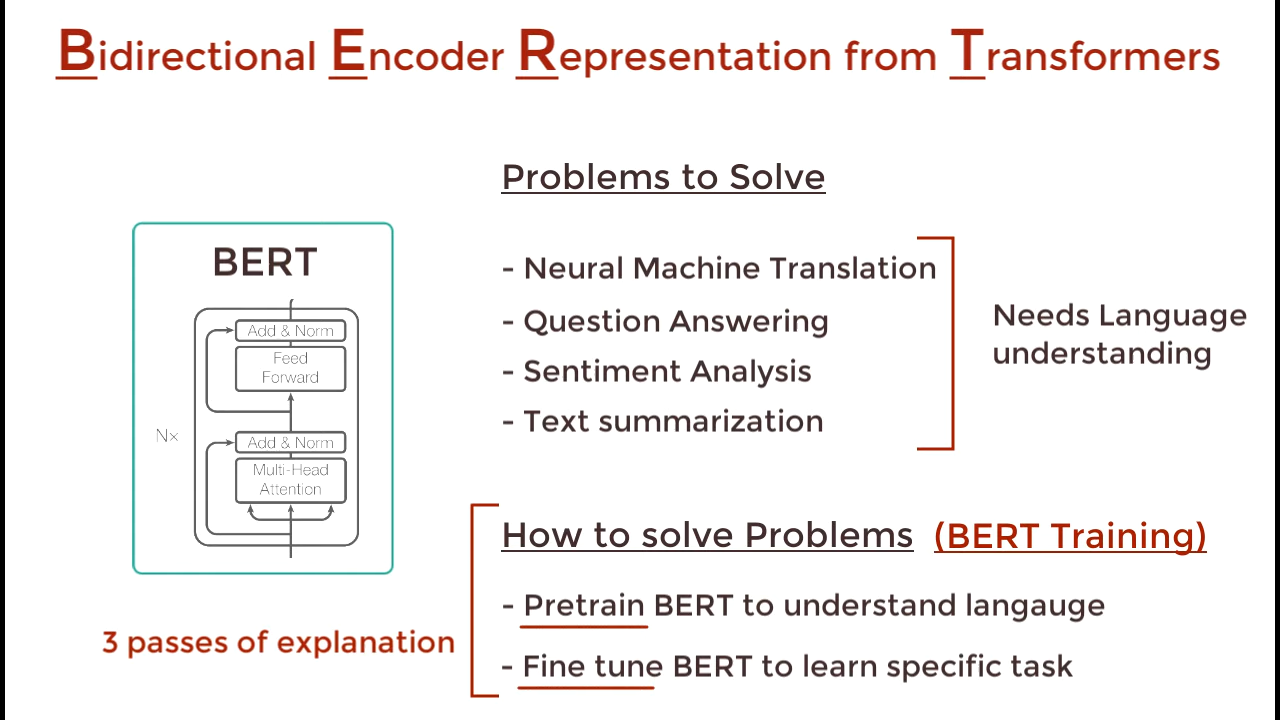 Bidirectional Encoder Representation from Transformers
BERT
Add & Norm
Feed
Forward
Nx
Add & Norm
Multi-Head
Attention
Problems to Solve
- Neural Machine Translation
- Question Answering
- Sentiment Analysis
- Text summarization
Needs Language
understanding
How to solve Problems (BERT Training)
- Pretrain BERT to understand langauge
- Fine tune BERT to learn specific task
3 passes of explanation